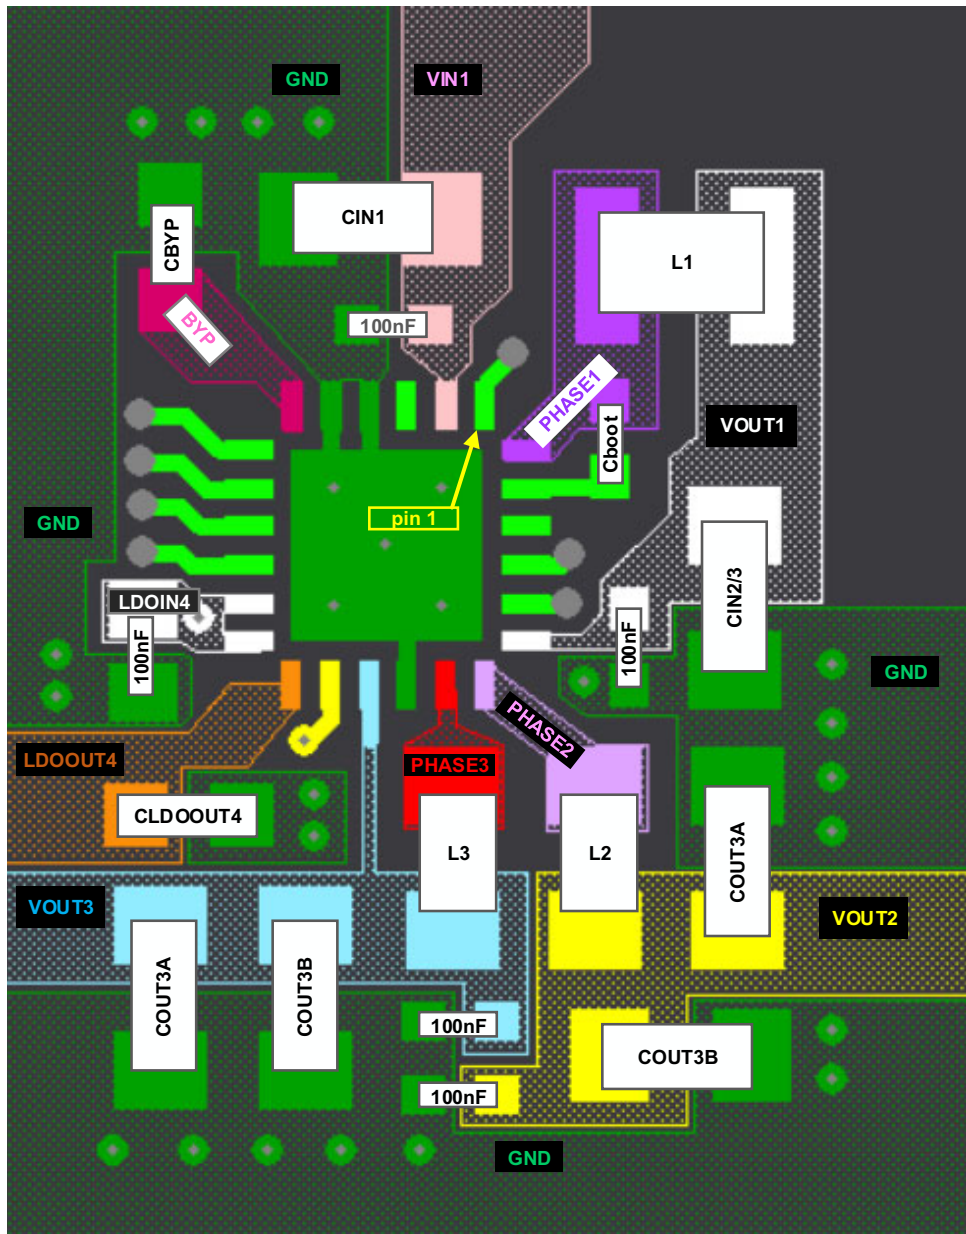 GND
VIN1
CIN1
CBYP
L1
BYP
100nF
PHASE1
VOUT1
Cboot
pin 1
GND
CIN2/3
LDOIN4
100nF
100nF
GND
PHASE2
LDOOUT4
PHASE3
CLDOOUT4
L3
L2
COUT3A
VOUT3
VOUT2
COUT3A
COUT3B
100nF
COUT3B
100nF
GND